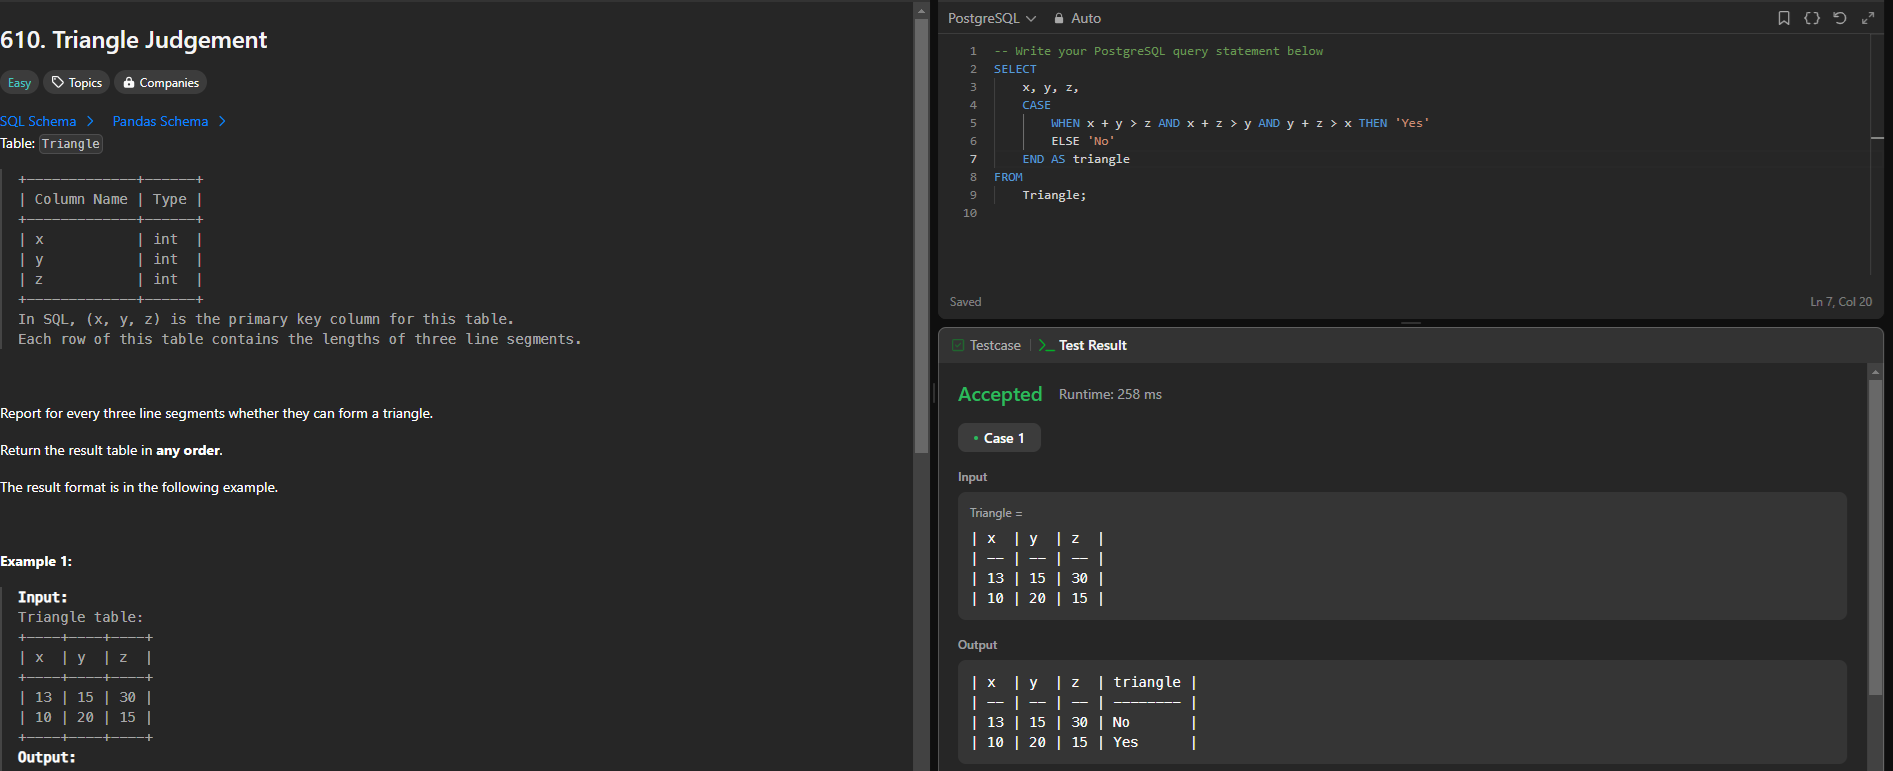 610. Triangle Judgement
Easy Topics Companies
SQL Schema > Pandas Schema >
Table: Triangle
+-------------+------+
| Column Name | Type |
+-------------+------+
| x           | int  |
| y           | int  |
| z           | int  |
+-------------+------+
In SQL, (x, y, z) is the primary key column for this table.
Each row of this table contains the lengths of three line segments.
Report for every three line segments whether they can form a triangle.
Return the result table in any order.
The result format is in the following example.
Example 1:
Input:
Triangle table:
+----+----+----+
| x  | y  | z  |
+----+----+----+
| 13 | 15 | 30 |
| 10 | 20 | 15 |
+----+----+----+
Output:
PostgreSQL Auto
1 -- Write your PostgreSQL query statement below
2 SELECT
3     x, y, z,
4     CASE
5         WHEN x + y > z AND x + z > y AND y + z > x THEN 'Yes'
6         ELSE 'No'
7     END AS triangle
8 FROM
9     Triangle;
10
Saved Ln 7, Col 20
Testcase | >_ Test Result
Accepted Runtime: 258 ms
• Case 1
Input
Triangle =
| x  | y  | z  |
| -- | -- | -- |
| 13 | 15 | 30 |
| 10 | 20 | 15 |
Output
| x  | y  | z  | triangle |
| -- | -- | -- | -------- |
| 13 | 15 | 30 | No       |
| 10 | 20 | 15 | Yes      |